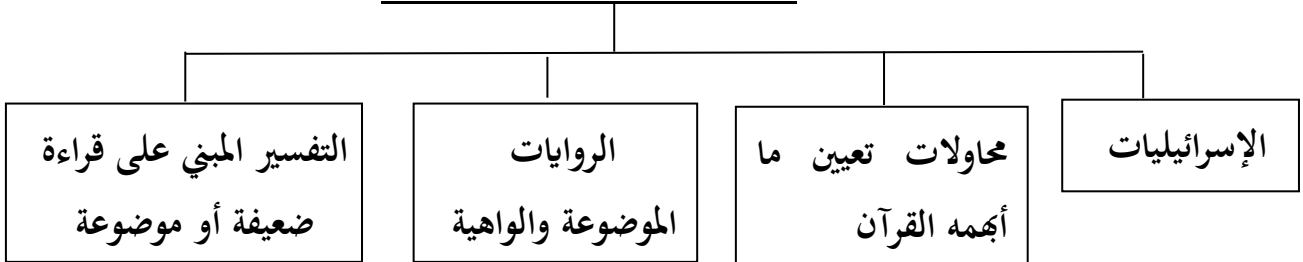 الإسرائيليات
محاولات تعيين ما
أبهمه القرآن
الروايات
الموضوعة والواهية
التفسير المبني على قراءة
ضعيفة أو موضوعة